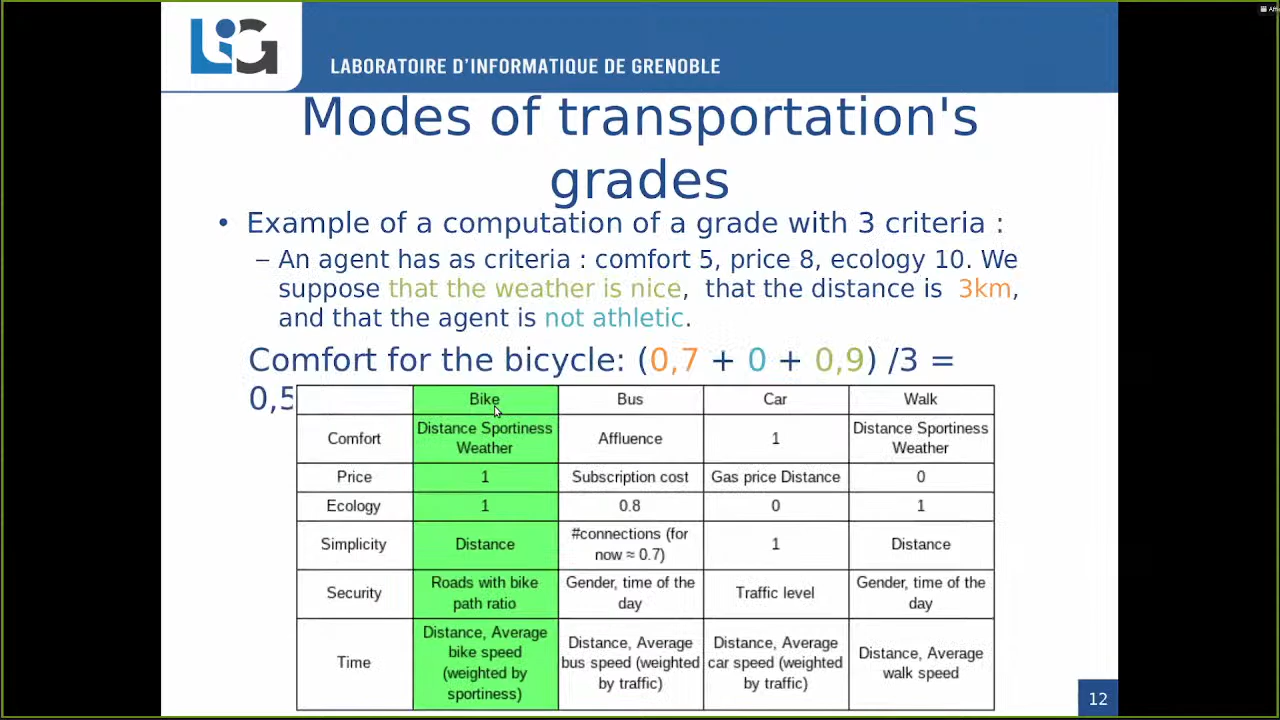 LIG
LABORATOIRE D'INFORMATIQUE DE GRENOBLE
Modes of transportation's
grades
• Example of a computation of a grade with 3 criteria :
– An agent has as criteria : comfort 5, price 8, ecology 10. We
suppose that the weather is nice, that the distance is 3km,
and that the agent is not athletic.
Comfort for the bicycle: (0,7 + 0 + 0,9) /3 =
0,5
Bike Bus Car Walk
Comfort Distance Sportiness Weather Affluence 1 Distance Sportiness Weather
Price 1 Subscription cost Gas price Distance 0
Ecology 1 0.8 0 1
Simplicity Distance #connections (for now ≈ 0.7) 1 Distance
Security Roads with bike path ratio Gender, time of the day Traffic level Gender, time of the day
Time Distance, Average bike speed (weighted by sportiness) Distance, Average bus speed (weighted by traffic) Distance, Average car speed (weighted by traffic) Distance, Average walk speed
12